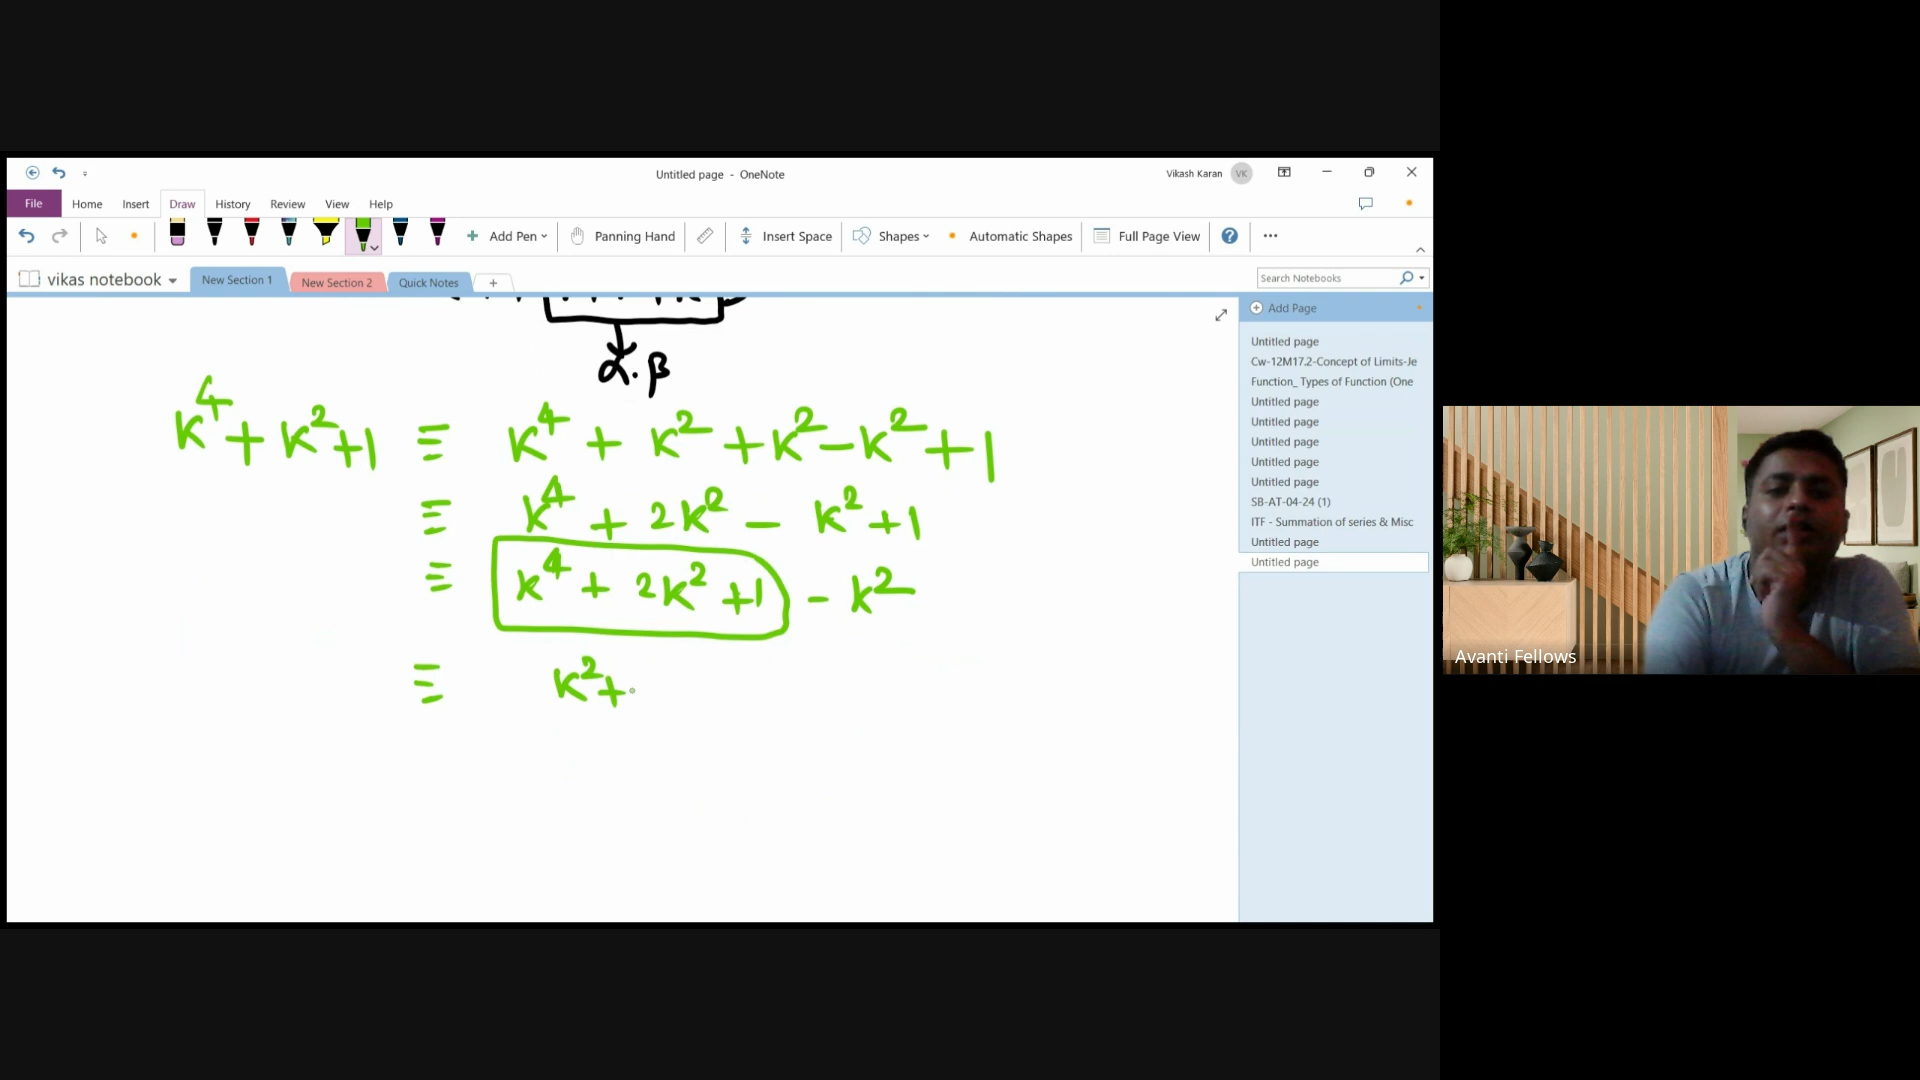 Untitled page - OneNote
Vikash Karan VK
File Home Insert Draw History Review View Help
Add Pen Panning Hand Insert Space Shapes Automatic Shapes Full Page View
vikas notebook New Section 1 New Section 2 Quick Notes + Search Notebooks
Add Page
Untitled page
Cw-12M17.2-Concept of Limits-Je
Function_ Types of Function (One
Untitled page
Untitled page
Untitled page
Untitled page
Untitled page
SB-AT-04-24 (1)
ITF - Summation of series & Misc
Untitled page
Untitled page
α.β
K⁴ + K² + 1 ≡ K⁴ + K² + K² - K² + 1
≡ K⁴ + 2K² - K² + 1
≡ K⁴ + 2K² + 1 - K²
≡ K² +
Avanti Fellows